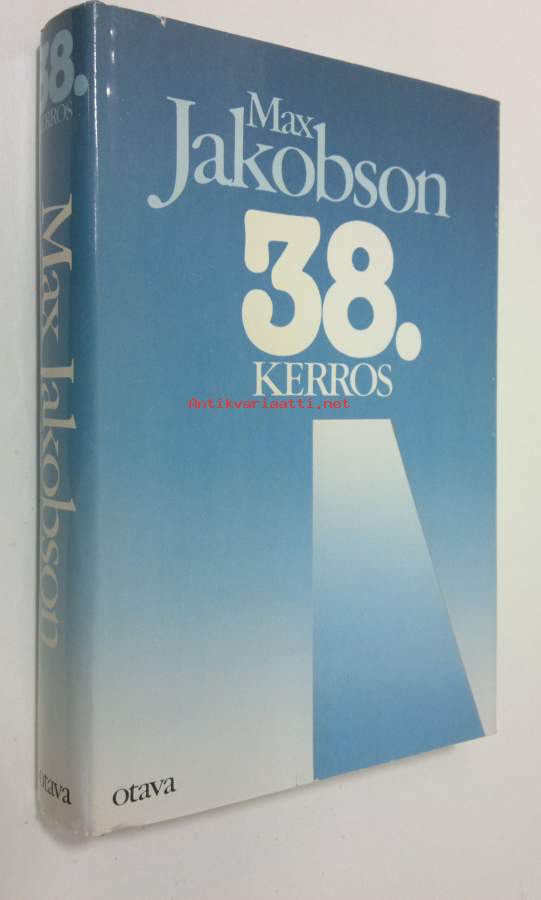 38.
KERROS
Max Jakobson
otava
Max
Jakobson
38.
KERROS
Antikvariaatti.net
otava